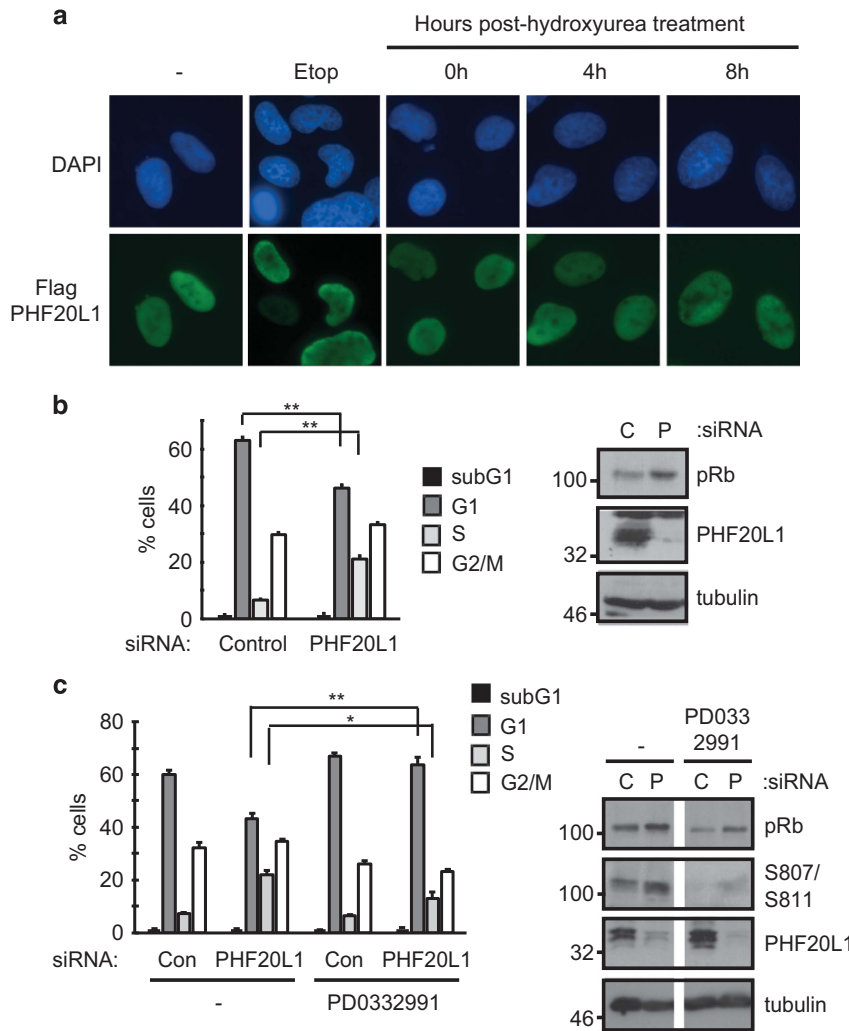 a
Hours post-hydroxyurea treatment
- Etop 0h 4h 8h
DAPI
Flag
PHF20L1
b
% cells
60
40
20
0
** 
**
siRNA: Control PHF20L1
subG1
G1
S
G2/M
C P :siRNA
100 pRb
32 PHF20L1
46 tubulin
c
% cells
80
60
40
20
0
**
*
siRNA: Con PHF20L1 Con PHF20L1
- PD0332991
subG1
G1
S
G2/M
- PD033
2991
C P C P :siRNA
100 pRb
100 S807/
S811
32 PHF20L1
46 tubulin